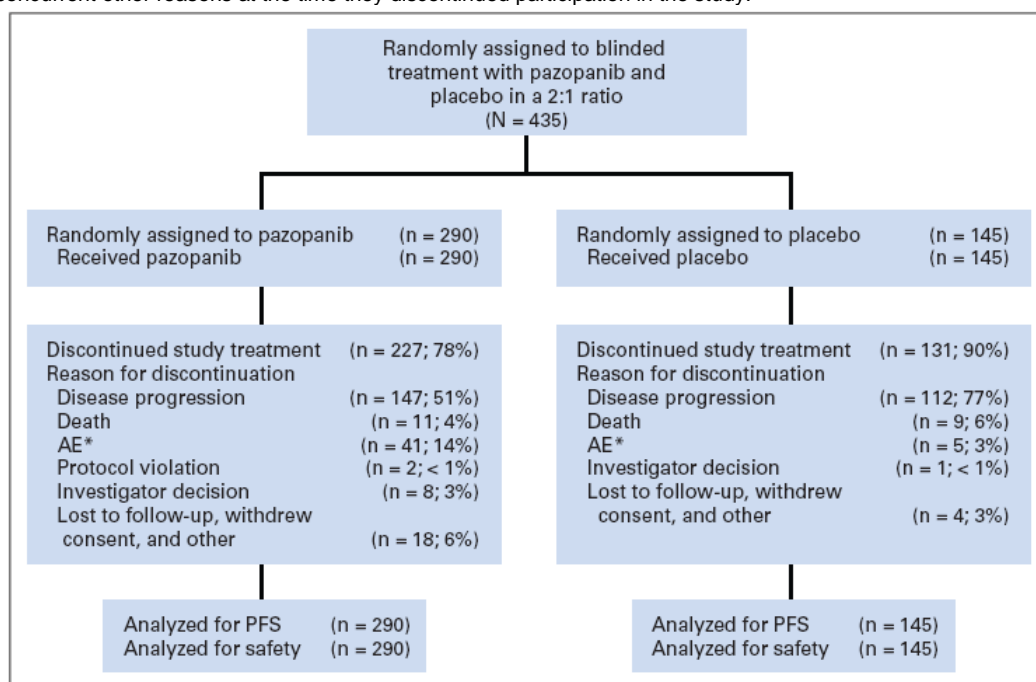 concurrent other reasons at the time they discontinued participation in the study.
Randomly assigned to blinded
treatment with pazopanib and
placebo in a 2:1 ratio
(N = 435)
Randomly assigned to pazopanib (n = 290)
Received pazopanib (n = 290)
Randomly assigned to placebo (n = 145)
Received placebo (n = 145)
Discontinued study treatment (n = 227; 78%)
Reason for discontinuation
Disease progression (n = 147; 51%)
Death (n = 11; 4%)
AE* (n = 41; 14%)
Protocol violation (n = 2; < 1%)
Investigator decision (n = 8; 3%)
Lost to follow-up, withdrew
consent, and other (n = 18; 6%)
Discontinued study treatment (n = 131; 90%)
Reason for discontinuation
Disease progression (n = 112; 77%)
Death (n = 9; 6%)
AE* (n = 5; 3%)
Investigator decision (n = 1; < 1%)
Lost to follow-up, withdrew
consent, and other (n = 4; 3%)
Analyzed for PFS (n = 290)
Analyzed for safety (n = 290)
Analyzed for PFS (n = 145)
Analyzed for safety (n = 145)